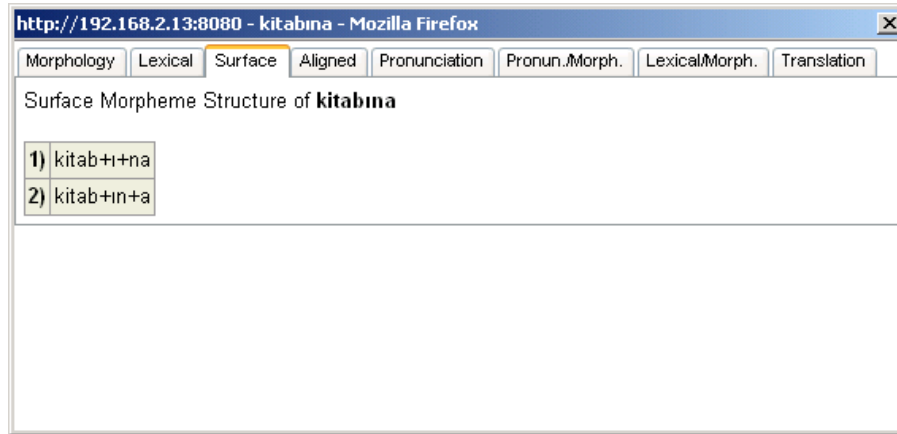 http://192.168.2.13:8080 - kitabına - Mozilla Firefox
Morphology Lexical Surface Aligned Pronunciation Pronun./Morph. Lexical/Morph. Translation
Surface Morpheme Structure of kitabına
1) kitab+ı+na
2) kitab+ın+a